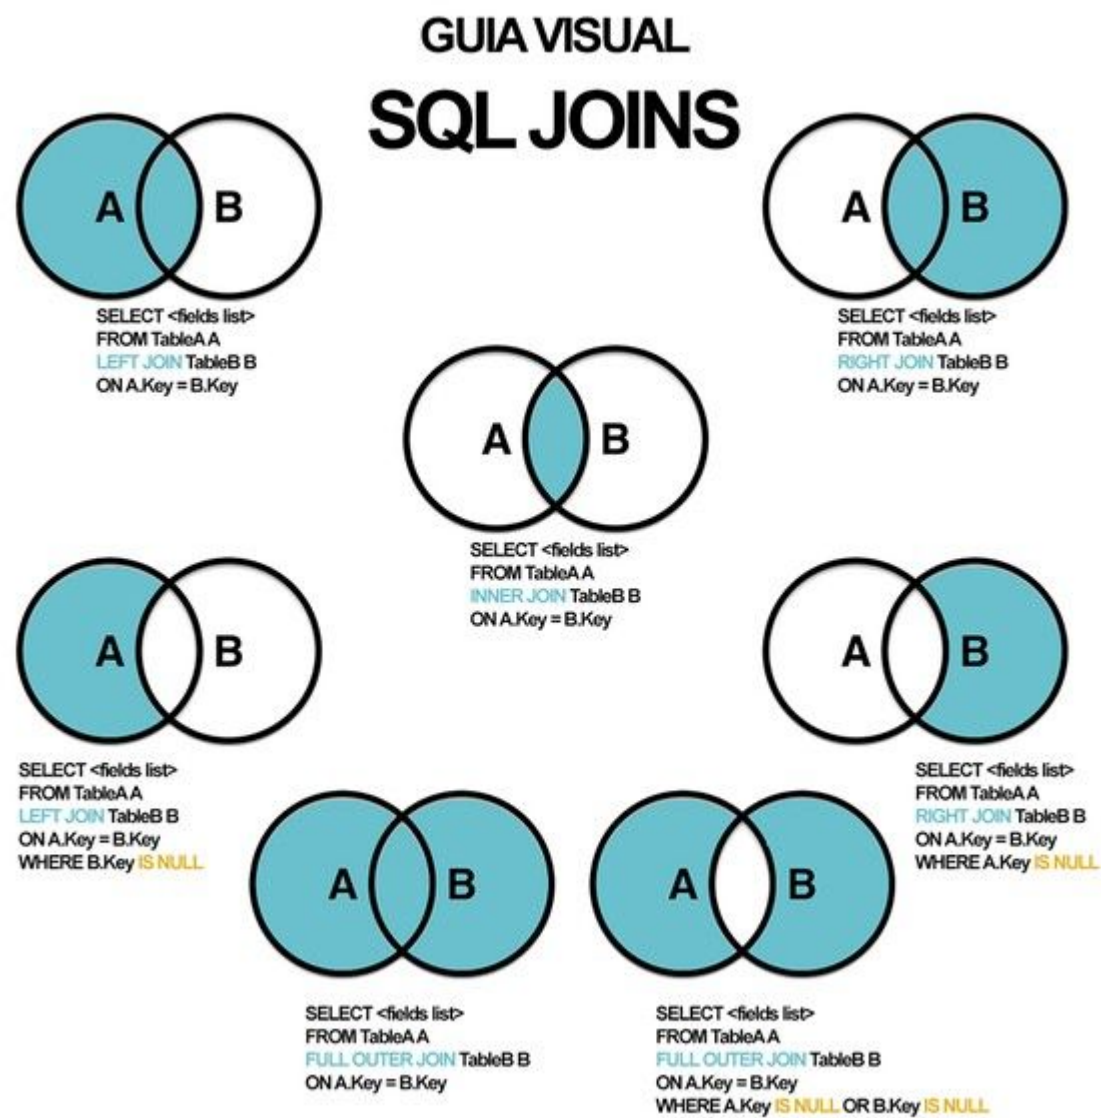 GUIA VISUAL
SQL JOINS
A B
SELECT <fields list>
FROM TableA A
LEFT JOIN TableB B
ON A.Key = B.Key
A B
SELECT <fields list>
FROM TableA A
RIGHT JOIN TableB B
ON A.Key = B.Key
A B
SELECT <fields list>
FROM TableA A
INNER JOIN TableB B
ON A.Key = B.Key
A B
SELECT <fields list>
FROM TableA A
LEFT JOIN TableB B
ON A.Key = B.Key
WHERE B.Key IS NULL
A B
SELECT <fields list>
FROM TableA A
RIGHT JOIN TableB B
ON A.Key = B.Key
WHERE A.Key IS NULL
A B
SELECT <fields list>
FROM TableA A
FULL OUTER JOIN TableB B
ON A.Key = B.Key
A B
SELECT <fields list>
FROM TableA A
FULL OUTER JOIN TableB B
ON A.Key = B.Key
WHERE A.Key IS NULL OR B.Key IS NULL